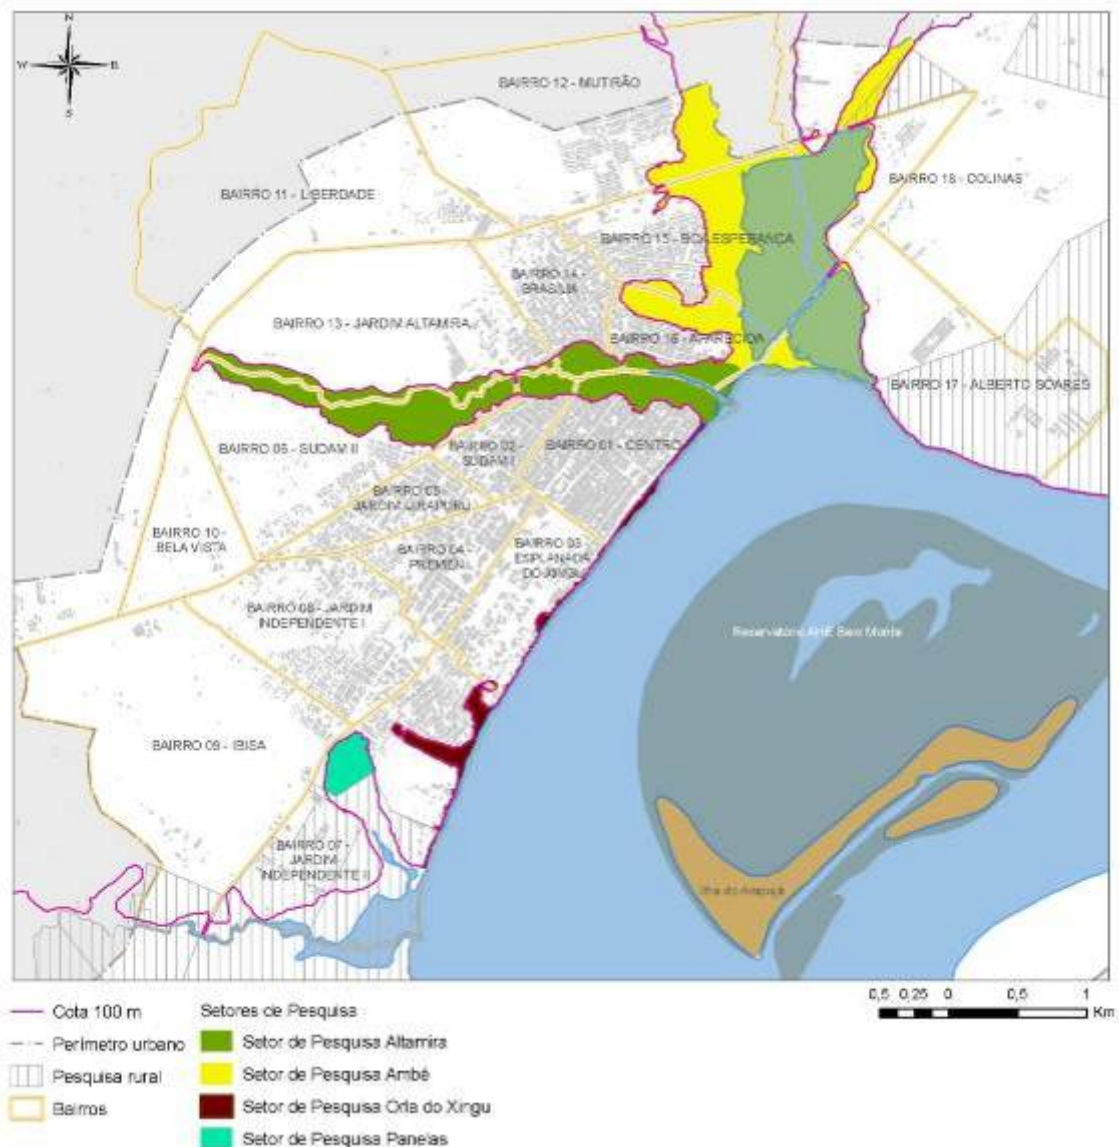 N
W
E
S
BAIRRO 12 - MUTIRÃO
BAIRRO 11 - LIBERDADE
BAIRRO 18 - COLINAS
BAIRRO 15 - BOA ESPERANÇA
BAIRRO 14 -
BRASÍLIA
BAIRRO 13 - JARDIM ALTAMIRA
BAIRRO 16 - APARECIDA
BAIRRO 17 - ALBERTO SOARES
BAIRRO 06 - SUDAM II
BAIRRO 02 -
SUDAM I
BAIRRO 01 - CENTRO
BAIRRO 05 -
JARDIM UIRAPURU
BAIRRO 10 -
BELA VISTA
BAIRRO 04 -
PREMEM
BAIRRO 03
ESPLANADA
DO XINGU
BAIRRO 08 - JARDIM
INDEPENDENTE I
Reservatório AHE Belo Monte
BAIRRO 09 - IBISA
BAIRRO 07 -
JARDIM
INDEPENDENTE II
Ilha do Arapujá
0,5 0,25 0 0,5 1
Km
Cota 100 m
Perímetro urbano
Pesquisa rural
Bairros
Setores de Pesquisa
Setor de Pesquisa Altamira
Setor de Pesquisa Ambé
Setor de Pesquisa Orla do Xingu
Setor de Pesquisa Panelas